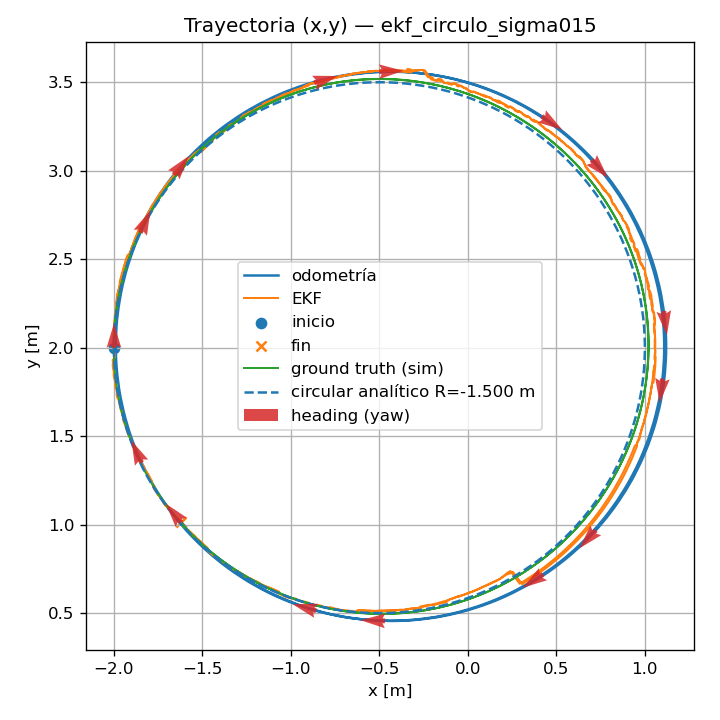 Trayectoria (x,y) — ekf_circulo_sigma015
y [m]
3.5
3.0
2.5
2.0
1.5
1.0
0.5
odometría
EKF
inicio
fin
ground truth (sim)
circular analítico R=-1.500 m
heading (yaw)
−2.0 −1.5 −1.0 −0.5 0.0 0.5 1.0
x [m]